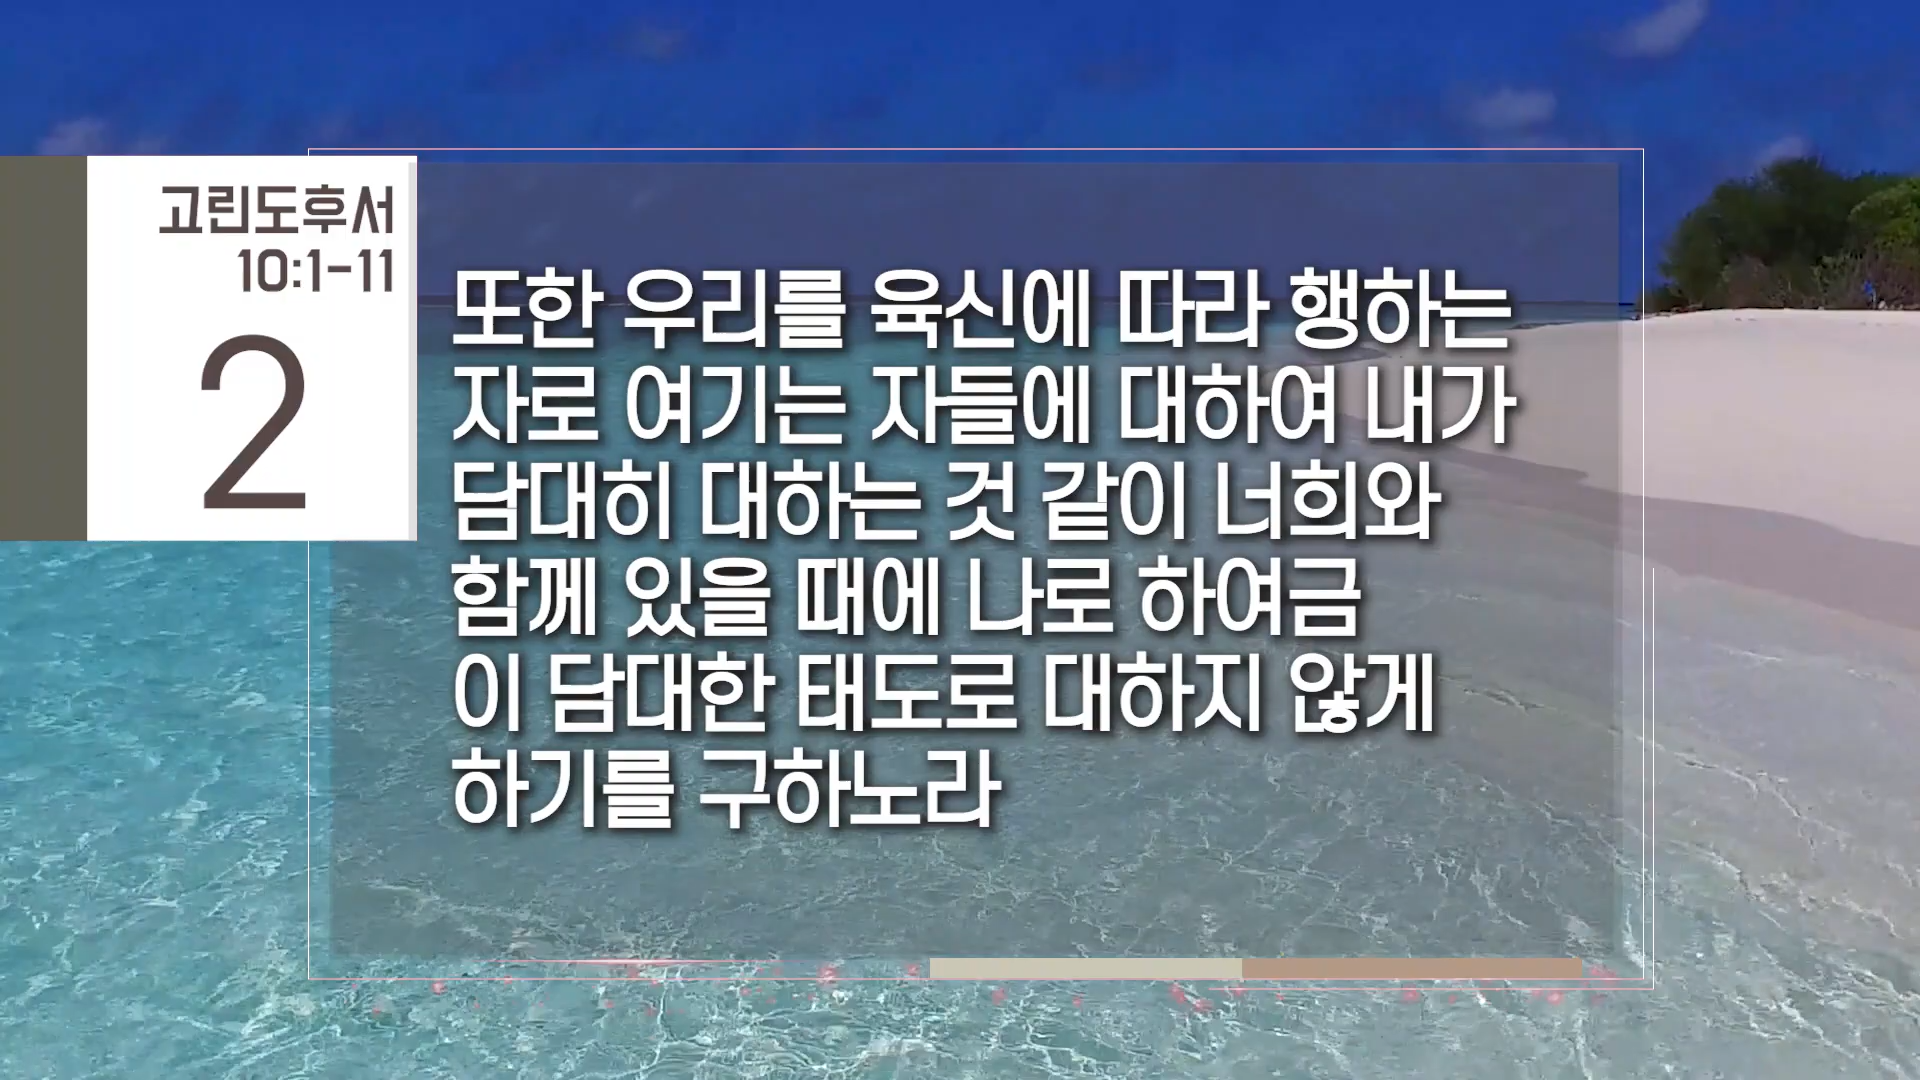 고린도후서
10:1-11
2
또한 우리를 육신에 따라 행하는
자로 여기는 자들에 대하여 내가
담대히 대하는 것 같이 너희와
함께 있을 때에 나로 하여금
이 담대한 태도로 대하지 않게
하기를 구하노라